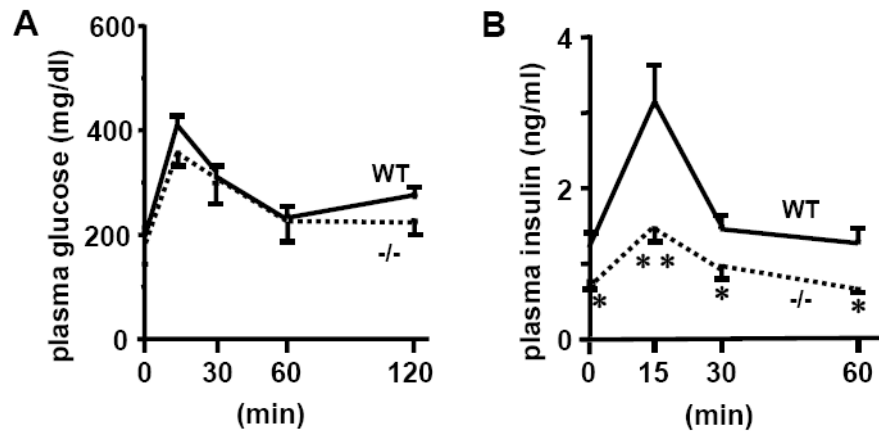 A
plasma glucose (mg/dl)
600
400
200
0
WT
-/-
0 30 60 120
(min)
B
plasma insulin (ng/ml)
4
2
0
WT
* * * * *
-/-
0 15 30 60
(min)